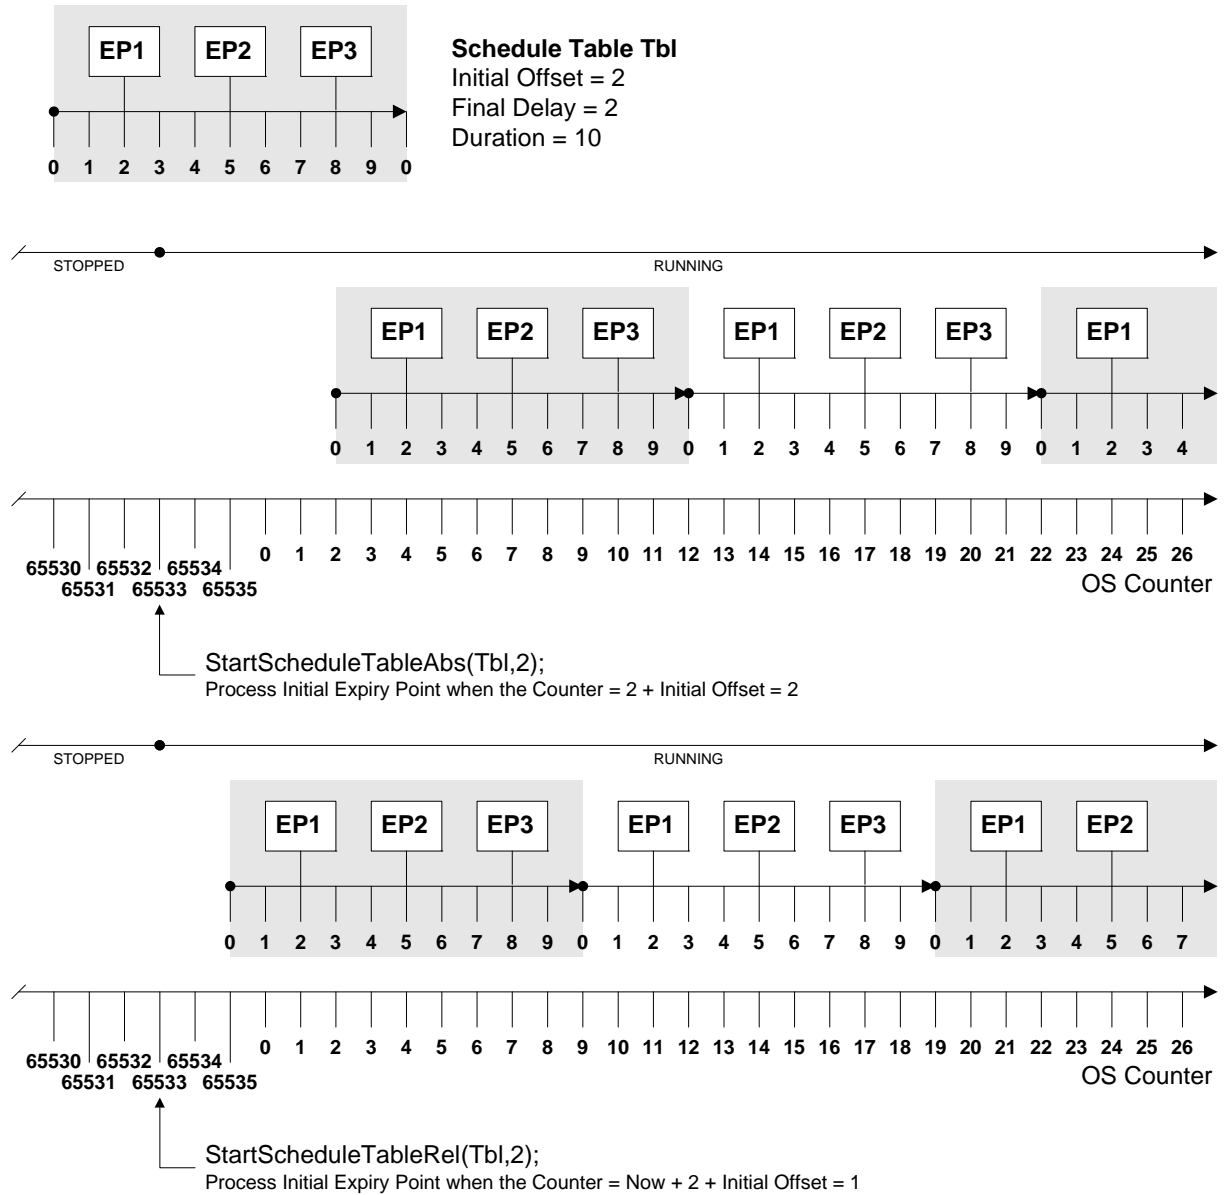 EP1 EP2 EP3
Schedule Table Tbl
Initial Offset = 2
Final Delay = 2
Duration = 10
0 1 2 3 4 5 6 7 8 9 0
STOPPED RUNNING
EP1 EP2 EP3 EP1 EP2 EP3 EP1
0 1 2 3 4 5 6 7 8 9 0 1 2 3 4 5 6 7 8 9 0 1 2 3 4
65530 65531 65532 65533 65534 65535 0 1 2 3 4 5 6 7 8 9 10 11 12 13 14 15 16 17 18 19 20 21 22 23 24 25 26
OS Counter
StartScheduleTableAbs(Tbl,2);
Process Initial Expiry Point when the Counter = 2 + Initial Offset = 2
STOPPED RUNNING
EP1 EP2 EP3 EP1 EP2 EP3 EP1 EP2
0 1 2 3 4 5 6 7 8 9 0 1 2 3 4 5 6 7 8 9 0 1 2 3 4 5 6 7
65530 65531 65532 65533 65534 65535 0 1 2 3 4 5 6 7 8 9 10 11 12 13 14 15 16 17 18 19 20 21 22 23 24 25 26
OS Counter
StartScheduleTableRel(Tbl,2);
Process Initial Expiry Point when the Counter = Now + 2 + Initial Offset = 1